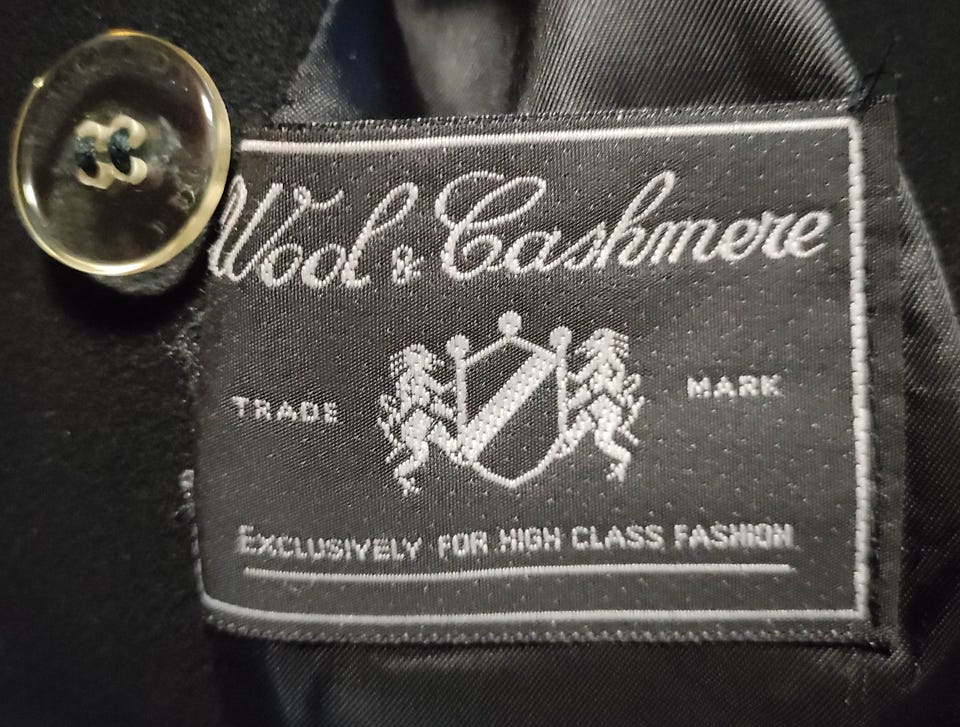 Wool & Cashmere
TRADE MARK
EXCLUSIVELY FOR HIGH CLASS FASHION